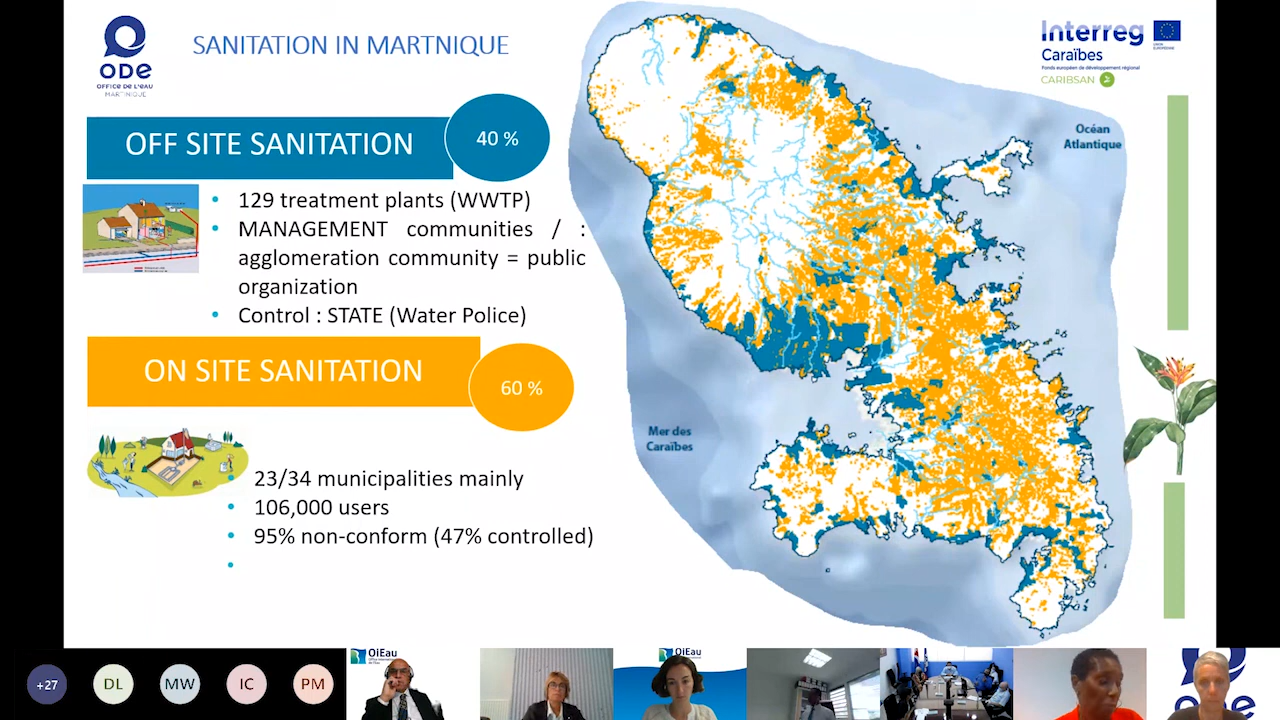 ODE
OFFICE DE L'EAU
MARTINIQUE
SANITATION IN MARTNIQUE
Interreg
Caraïbes
Fonds européen de développement régional
CARIBSAN
OFF SITE SANITATION
40 %
Océan
Atlantique
• 129 treatment plants (WWTP)
• MANAGEMENT communities / :
agglomeration community = public
organization
• Control : STATE (Water Police)
ON SITE SANITATION
60 %
Mer des
Caraïbes
• 23/34 municipalities mainly
• 106,000 users
• 95% non-conform (47% controlled)
•
+27
DL
MW
IC
PM
OiEau
OiEau
ODE